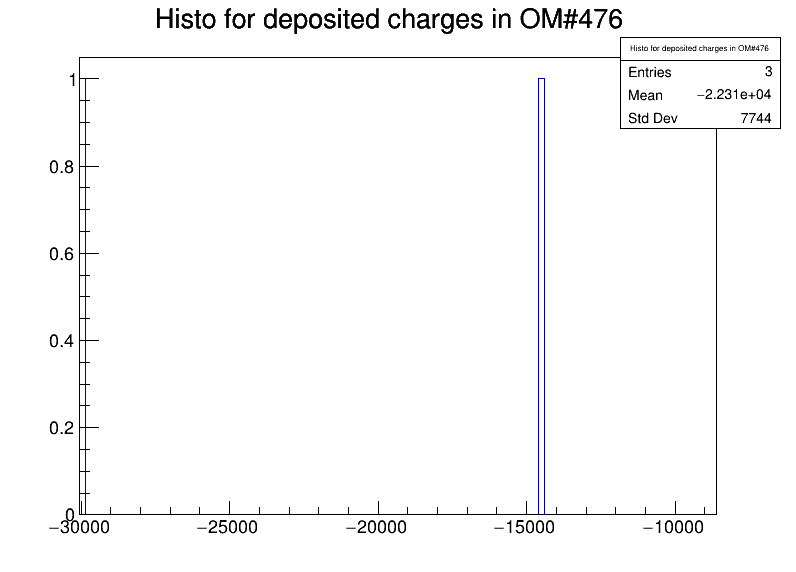 Histo for deposited charges in OM#476
Histo for deposited charges in OM#476
Entries 3
Mean −2.231e+04
Std Dev 7744
1
0.8
0.6
0.4
0.2
0
−30000 −25000 −20000 −15000 −10000